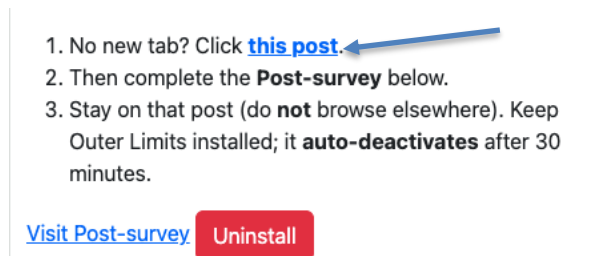 1. No new tab? Click this post.
2. Then complete the Post-survey below.
3. Stay on that post (do not browse elsewhere). Keep
Outer Limits installed; it auto-deactivates after 30
minutes.
Visit Post-survey Uninstall